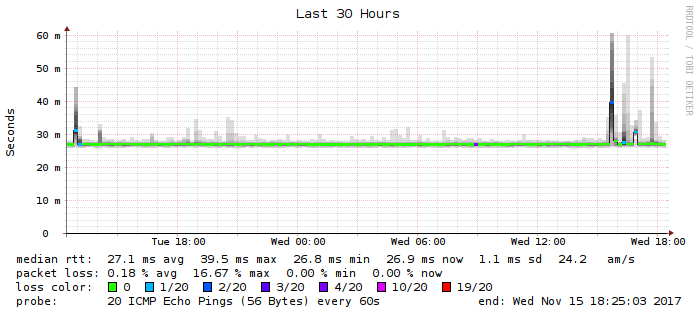 Last 30 Hours
RRDTOOL / TOBI OETIKER
Seconds
60 m
50 m
40 m
30 m
20 m
10 m
0
Tue 18:00 Wed 00:00 Wed 06:00 Wed 12:00 Wed 18:00
median rtt: 27.1 ms avg 39.5 ms max 26.8 ms min 26.9 ms now 1.1 ms sd 24.2 am/s
packet loss: 0.18 % avg 16.67 % max 0.00 % min 0.00 % now
loss color: 0 1/20 2/20 3/20 4/20 10/20 19/20
probe: 20 ICMP Echo Pings (56 Bytes) every 60s end: Wed Nov 15 18:25:03 2017